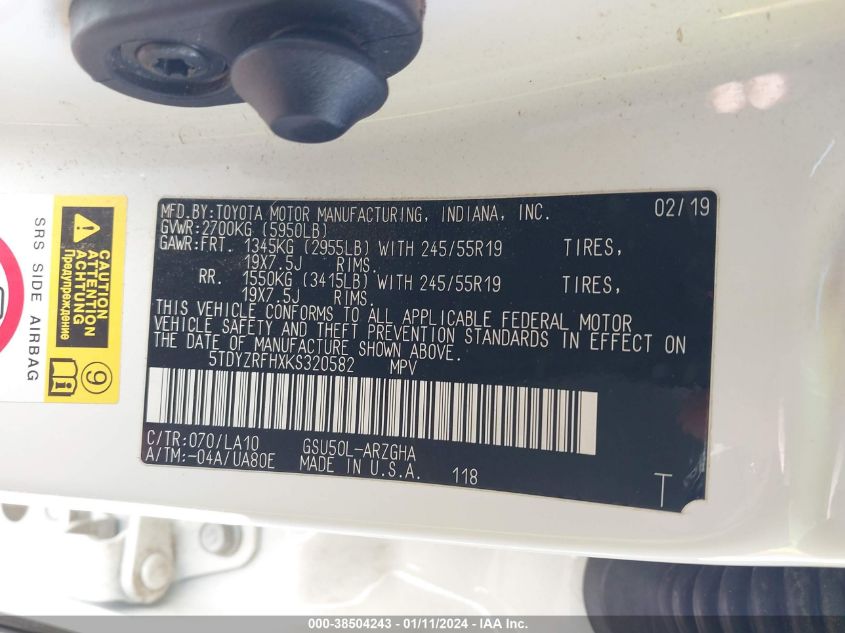 MFD.BY:TOYOTA MOTOR MANUFACTURING, INDIANA, INC. 02/19
GVWR:2700KG (5950LB)
GAWR:FRT. 1345KG (2955LB) WITH 245/55R19 TIRES,
19X7.5J RIMS.
RR. 1550KG (3415LB) WITH 245/55R19 TIRES,
19X7.5J RIMS.
THIS VEHICLE CONFORMS TO ALL APPLICABLE FEDERAL MOTOR
VEHICLE SAFETY AND THEFT PREVENTION STANDARDS IN EFFECT ON
THE DATE OF MANUFACTURE SHOWN ABOVE.
5TDYZRFHXKS320582 MPV
C/TR:070/LA10 GSU50L-ARZGHA
A/TM:-04A/UA80E MADE IN U.S.A. 118
T
SRS SIDE AIRBAG
CAUTION
ATTENTION
ACHTUNG
Предупреждение
9
000-38504243 - 01/11/2024 - IAA Inc.